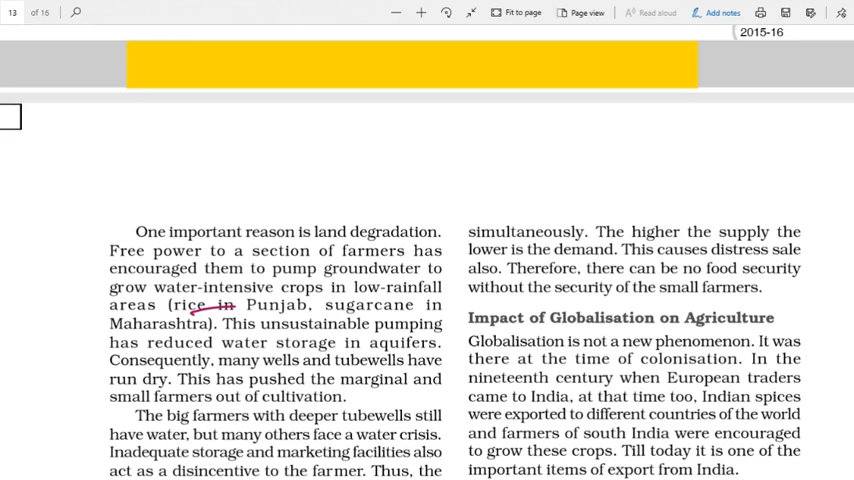 13 of 16 Fit to page Page view Read aloud Add notes
2015-16
One important reason is land degradation.
Free power to a section of farmers has
encouraged them to pump groundwater to
grow water-intensive crops in low-rainfall
areas (rice in Punjab, sugarcane in
Maharashtra). This unsustainable pumping
has reduced water storage in aquifers.
Consequently, many wells and tubewells have
run dry. This has pushed the marginal and
small farmers out of cultivation.
The big farmers with deeper tubewells still
have water, but many others face a water crisis.
Inadequate storage and marketing facilities also
act as a disincentive to the farmer. Thus, the
simultaneously. The higher the supply the
lower is the demand. This causes distress sale
also. Therefore, there can be no food security
without the security of the small farmers.
Impact of Globalisation on Agriculture
Globalisation is not a new phenomenon. It was
there at the time of colonisation. In the
nineteenth century when European traders
came to India, at that time too, Indian spices
were exported to different countries of the world
and farmers of south India were encouraged
to grow these crops. Till today it is one of the
important items of export from India.